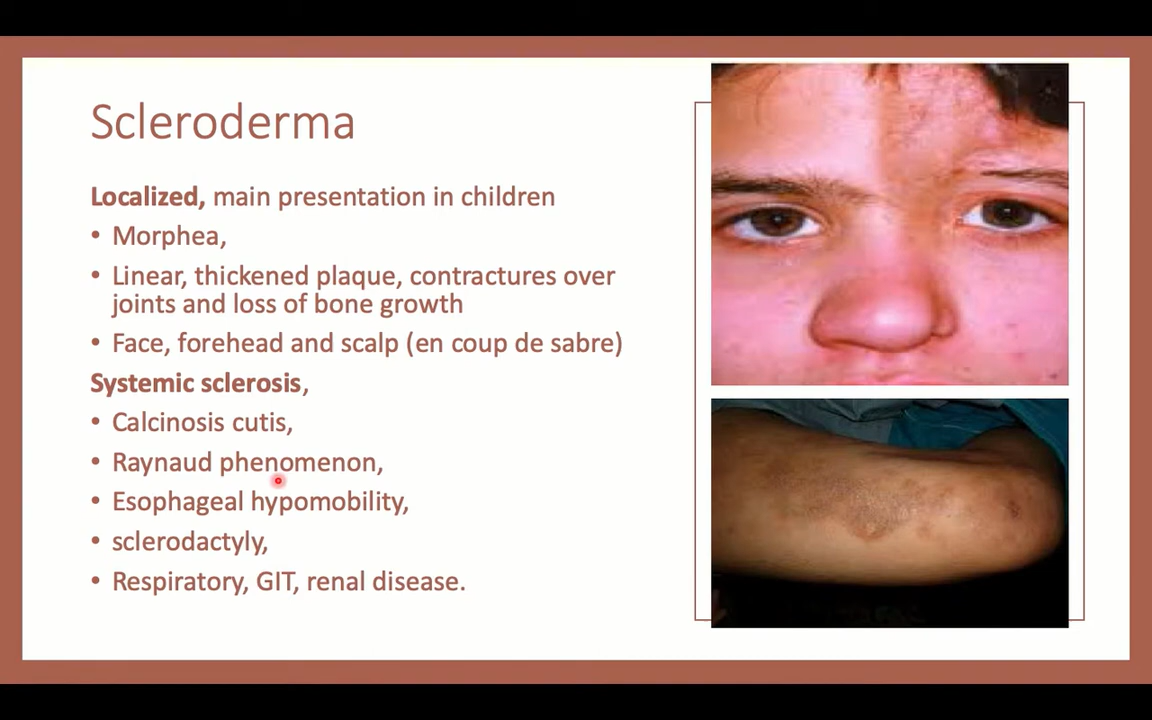 Scleroderma
Localized, main presentation in children
• Morphea,
• Linear, thickened plaque, contractures over
joints and loss of bone growth
• Face, forehead and scalp (en coup de sabre)
Systemic sclerosis,
• Calcinosis cutis,
• Raynaud phenomenon,
• Esophageal hypomobility,
• sclerodactyly,
• Respiratory, GIT, renal disease.